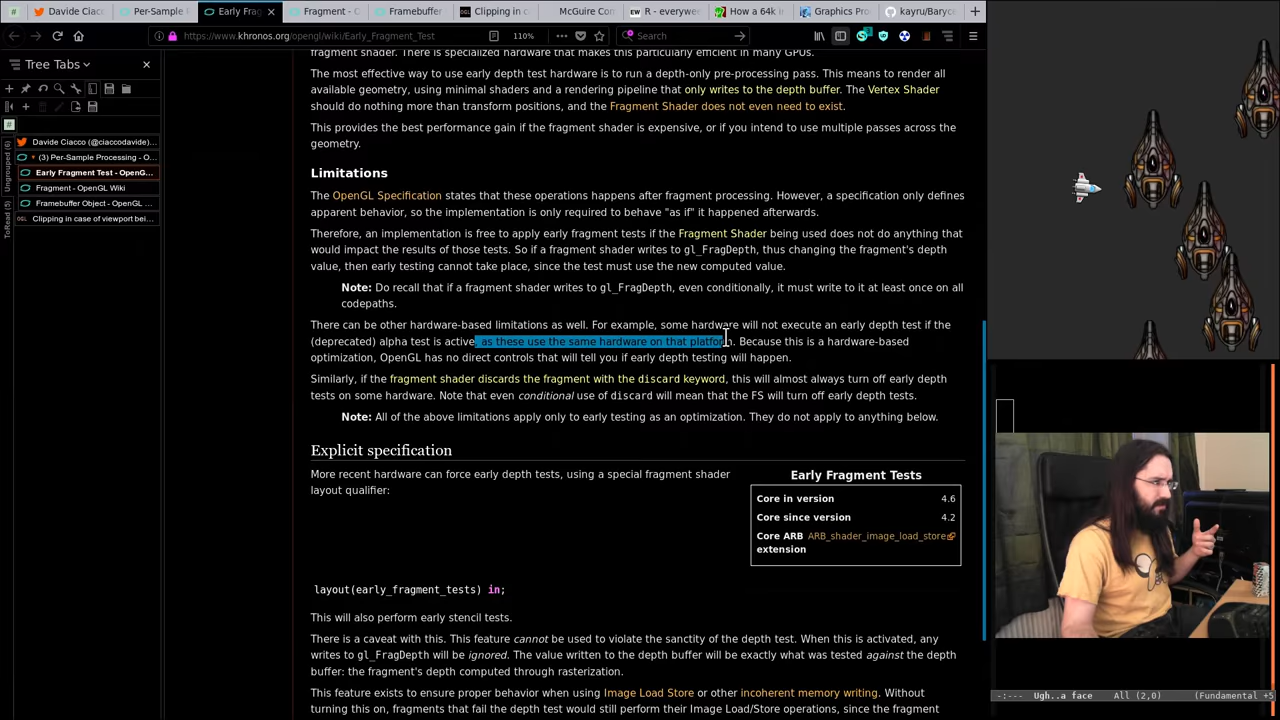 Davide Ciacc
Per-Sample
Early Frag
Fragment - O
Framebuffer
Clipping in c
McGuire Con
R - everywe
How a 64k i
Graphics Pro
kayru/Baryc
https://www.khronos.org/opengl/wiki/Early_Fragment_Test
110%
Search
Tree Tabs
Ungrouped (6)
ToRead (5)
Davide Ciacco (@ciaccodavide)...
(3) Per-Sample Processing - O...
Early Fragment Test - OpenG...
Fragment - OpenGL Wiki
Framebuffer Object - OpenGL ...
Clipping in case of viewport bei...
fragment shader. There is specialized hardware that makes this particularly efficient in many GPUs.
The most effective way to use early depth test hardware is to run a depth-only pre-processing pass. This means to render all
available geometry, using minimal shaders and a rendering pipeline that only writes to the depth buffer. The Vertex Shader
should do nothing more than transform positions, and the Fragment Shader does not even need to exist.
This provides the best performance gain if the fragment shader is expensive, or if you intend to use multiple passes across the
geometry.
Limitations
The OpenGL Specification states that these operations happens after fragment processing. However, a specification only defines
apparent behavior, so the implementation is only required to behave "as if" it happened afterwards.
Therefore, an implementation is free to apply early fragment tests if the Fragment Shader being used does not do anything that
would impact the results of those tests. So if a fragment shader writes to gl_FragDepth, thus changing the fragment's depth
value, then early testing cannot take place, since the test must use the new computed value.
Note: Do recall that if a fragment shader writes to gl_FragDepth, even conditionally, it must write to it at least once on all
codepaths.
There can be other hardware-based limitations as well. For example, some hardware will not execute an early depth test if the
(deprecated) alpha test is active, as these use the same hardware on that platform. Because this is a hardware-based
optimization, OpenGL has no direct controls that will tell you if early depth testing will happen.
Similarly, if the fragment shader discards the fragment with the discard keyword, this will almost always turn off early depth
tests on some hardware. Note that even conditional use of discard will mean that the FS will turn off early depth tests.
Note: All of the above limitations apply only to early testing as an optimization. They do not apply to anything below.
Explicit specification
More recent hardware can force early depth tests, using a special fragment shader
layout qualifier:
Early Fragment Tests
Core in version 4.6
Core since version 4.2
Core ARB ARB_shader_image_load_store
extension
layout(early_fragment_tests) in;
This will also perform early stencil tests.
There is a caveat with this. This feature cannot be used to violate the sanctity of the depth test. When this is activated, any
writes to gl_FragDepth will be ignored. The value written to the depth buffer will be exactly what was tested against the depth
buffer: the fragment's depth computed through rasterization.
This feature exists to ensure proper behavior when using Image Load Store or other incoherent memory writing. Without
turning this on, fragments that fail the depth test would still perform their Image Load/Store operations, since the fragment
-:--- Ugh..a face All (2,0) (Fundamental +5